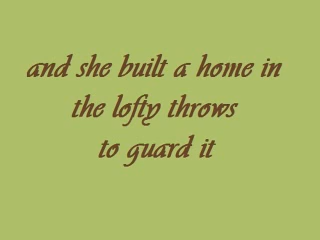 and she built a home in
the lofty throws
to guard it